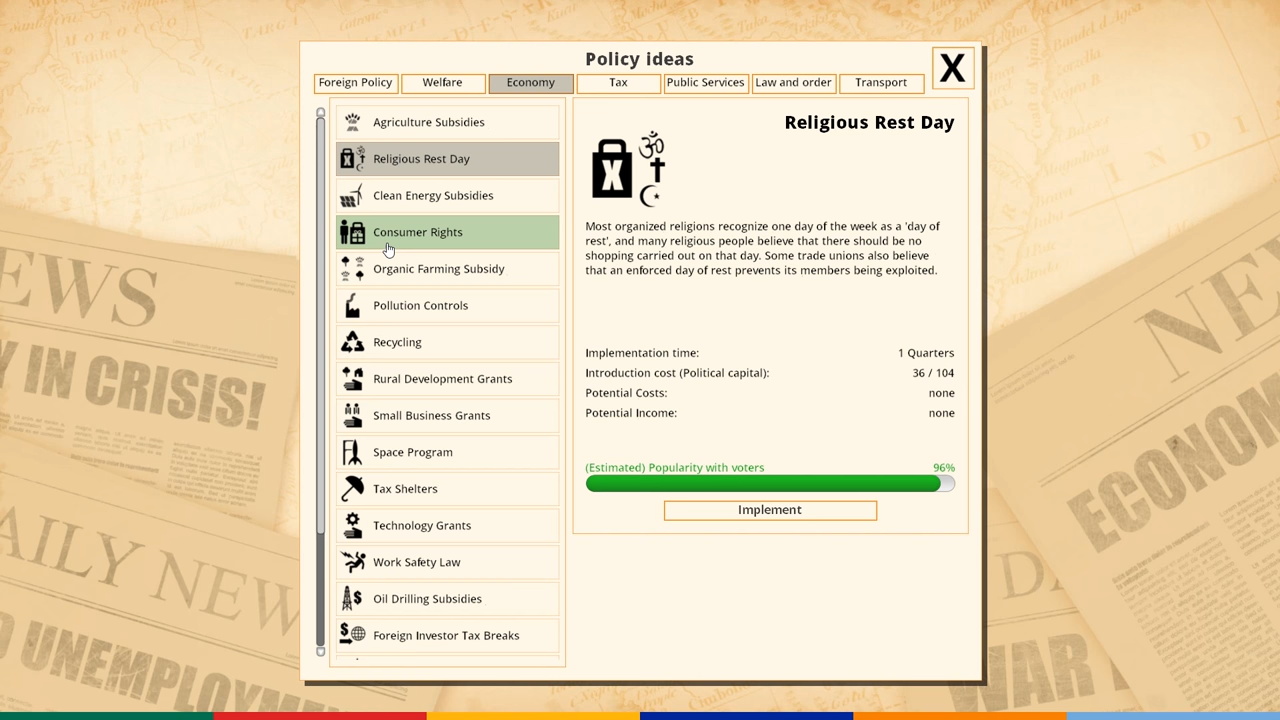 Policy ideas
X
Foreign Policy
Welfare
Economy
Tax
Public Services
Law and order
Transport
Agriculture Subsidies
Religious Rest Day
Clean Energy Subsidies
Consumer Rights
Organic Farming Subsidy
Pollution Controls
Recycling
Rural Development Grants
Small Business Grants
Space Program
Tax Shelters
Technology Grants
Work Safety Law
Oil Drilling Subsidies
Foreign Investor Tax Breaks
Religious Rest Day
Most organized religions recognize one day of the week as a 'day of
rest', and many religious people believe that there should be no
shopping carried out on that day. Some trade unions also believe
that an enforced day of rest prevents its members being exploited.
Implementation time: 1 Quarters
Introduction cost (Political capital): 36 / 104
Potential Costs: none
Potential Income: none
(Estimated) Popularity with voters 96%
Implement
EWS
Y IN CRISIS!
AILY NEW
UNEMPLOYM
NE
ECONOM
DA
WAR